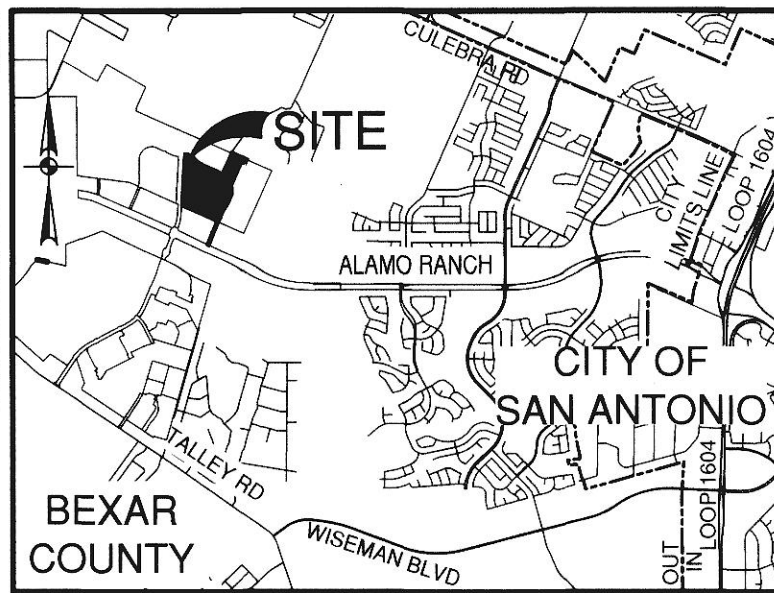 CULEBRA RD
SITE
CITY
LIMITS LINE
LOOP 1604
ALAMO RANCH
CITY OF
SAN ANTONIO
TALLEY RD
BEXAR
COUNTY
WISEMAN BLVD
OUT
IN
LOOP 1604